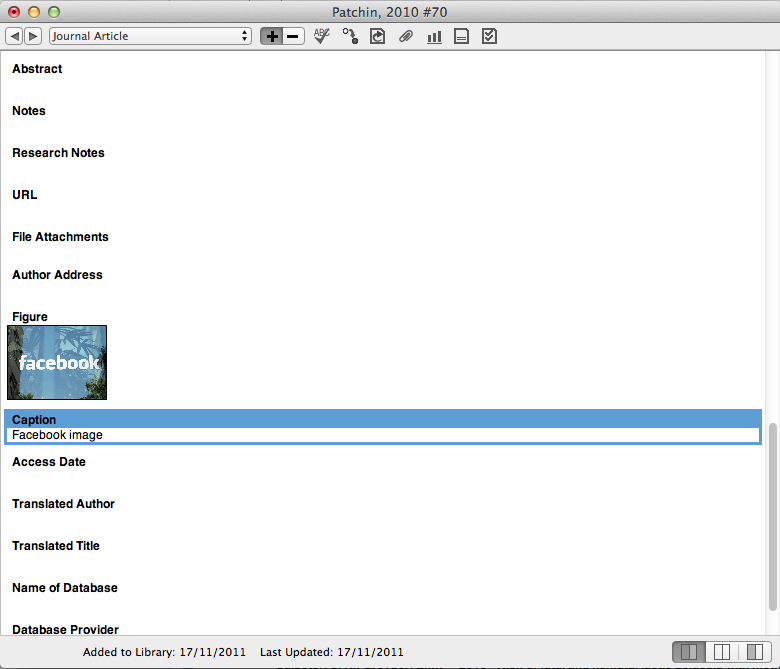 Patchin, 2010 #70
Journal Article
ABC
Abstract
Notes
Research Notes
URL
File Attachments
Author Address
Figure
facebook
Caption
Facebook image
Access Date
Translated Author
Translated Title
Name of Database
Database Provider
Added to Library: 17/11/2011 Last Updated: 17/11/2011